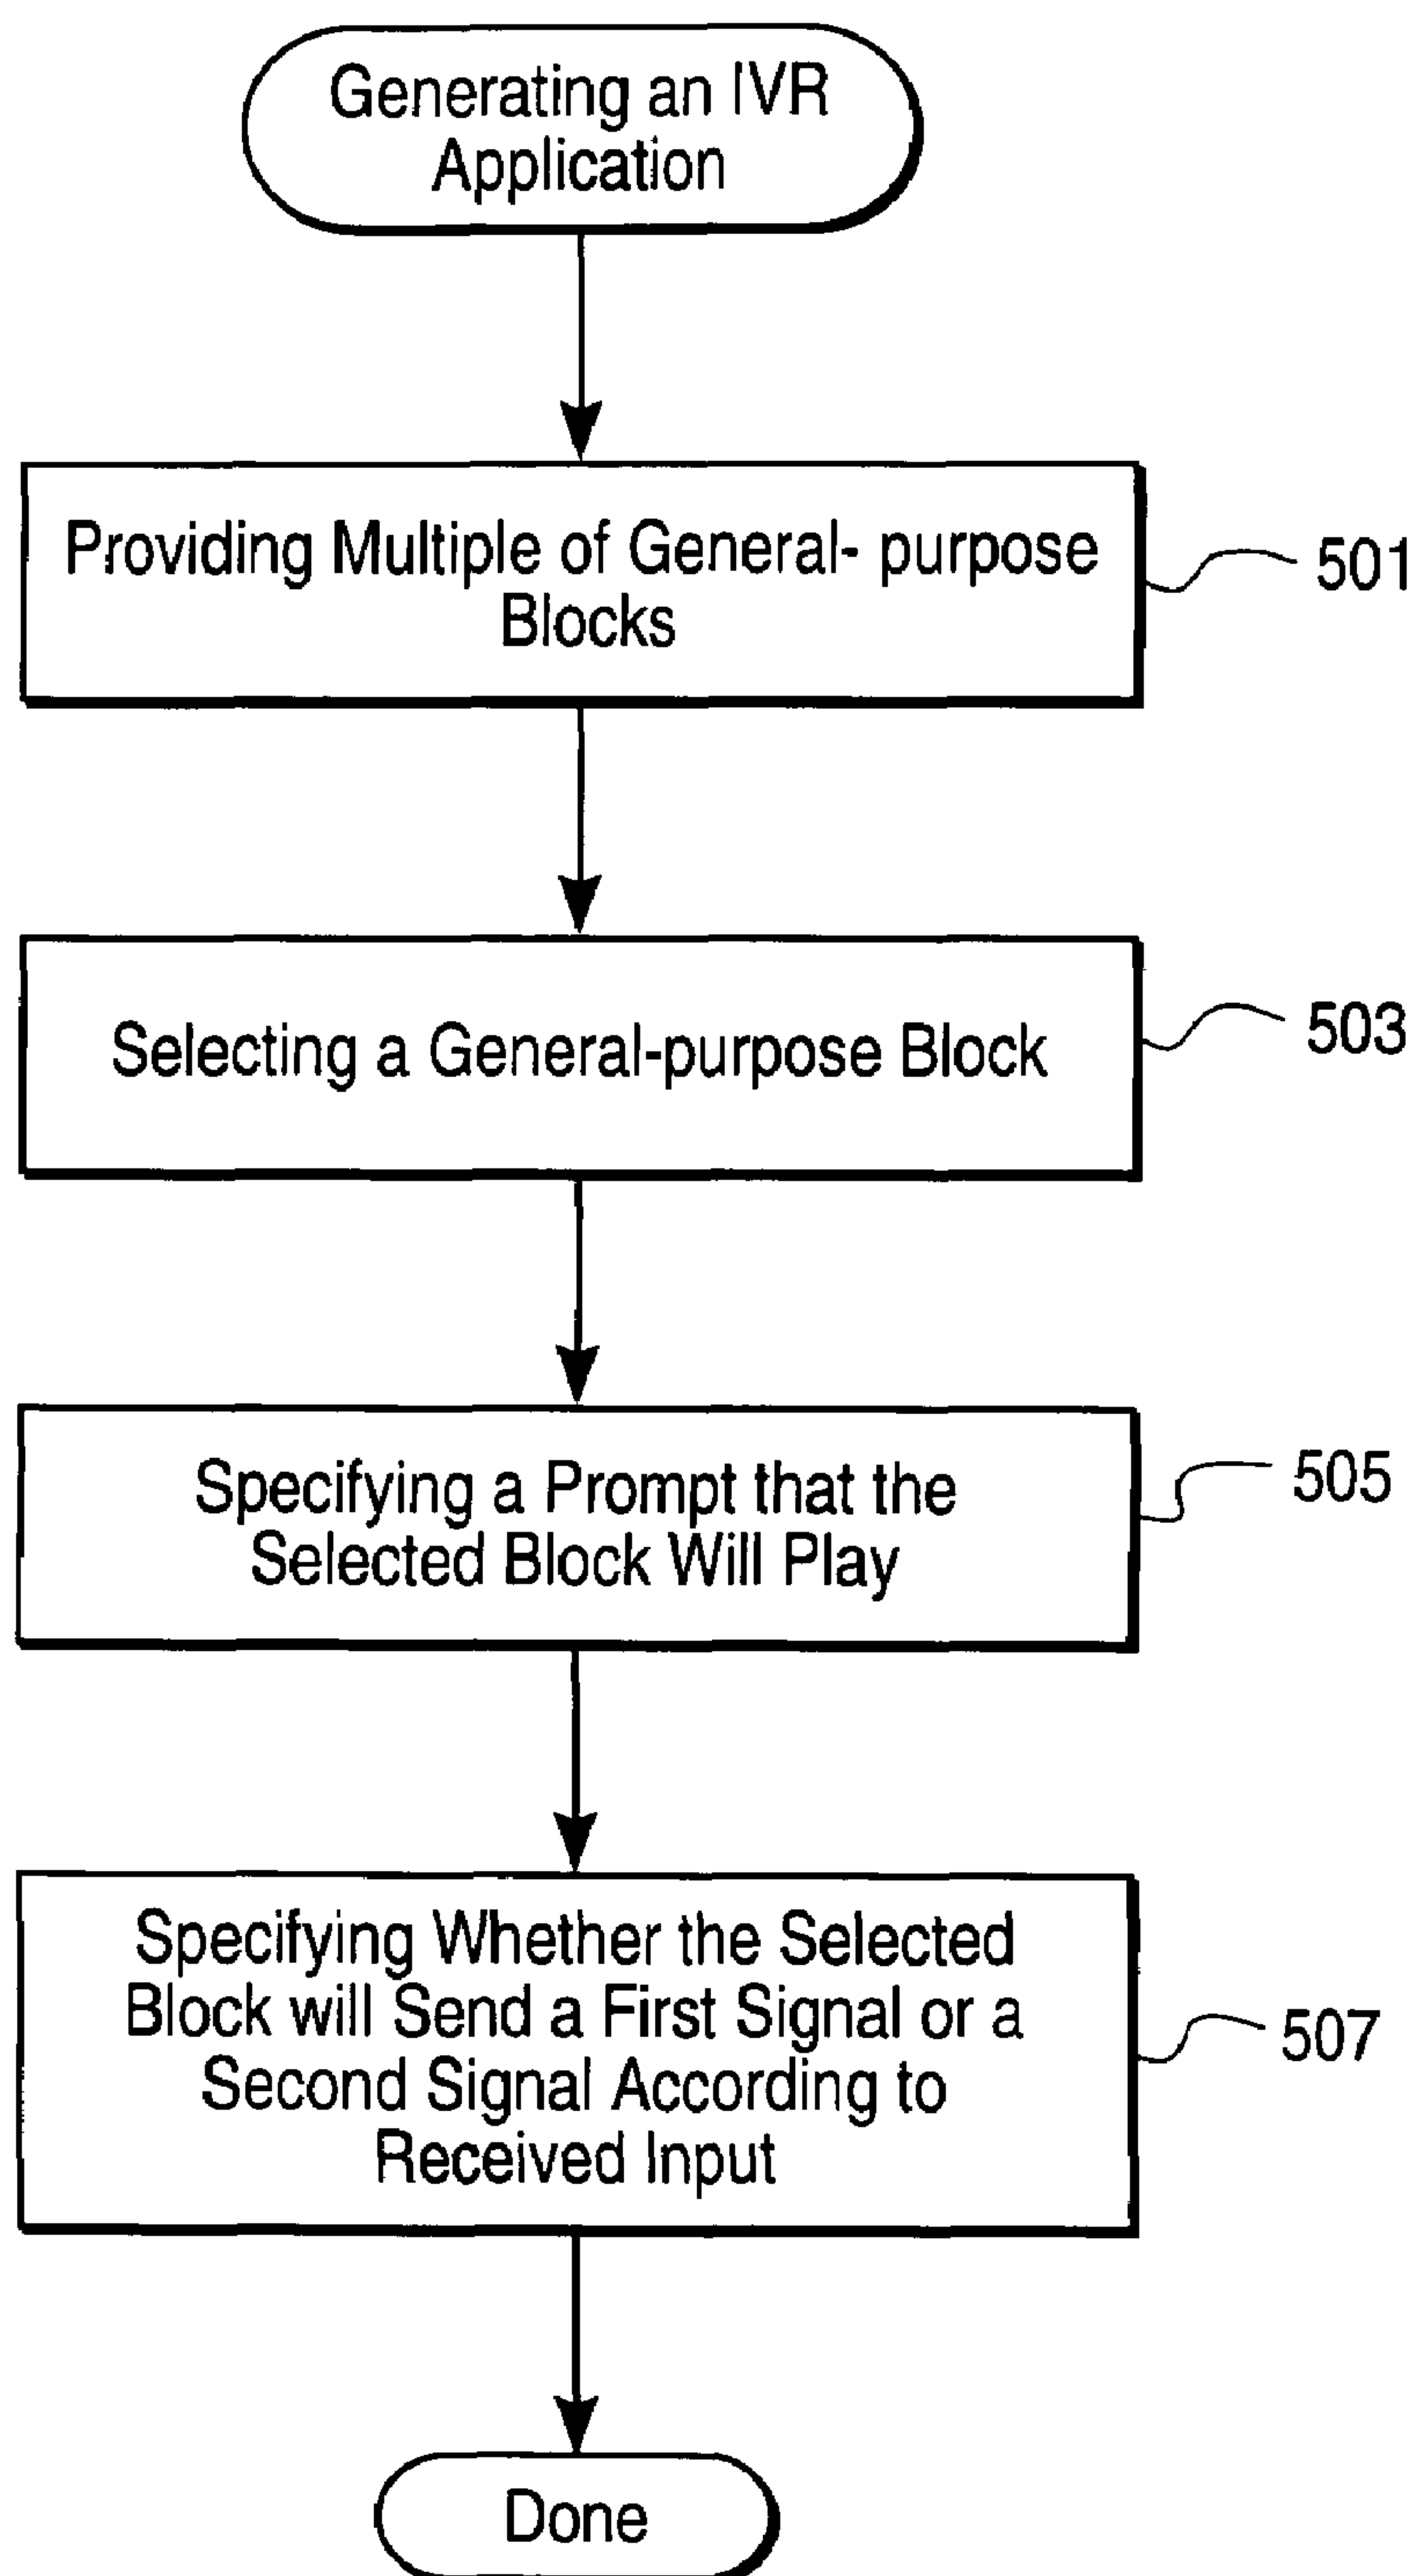 Generating an IVR
Application
Providing Multiple of General- purpose
Blocks
501
Selecting a General-purpose Block
503
Specifying a Prompt that the
Selected Block Will Play
505
Specifying Whether the Selected
Block will Send a First Signal or a
Second Signal According to
Received Input
507
Done